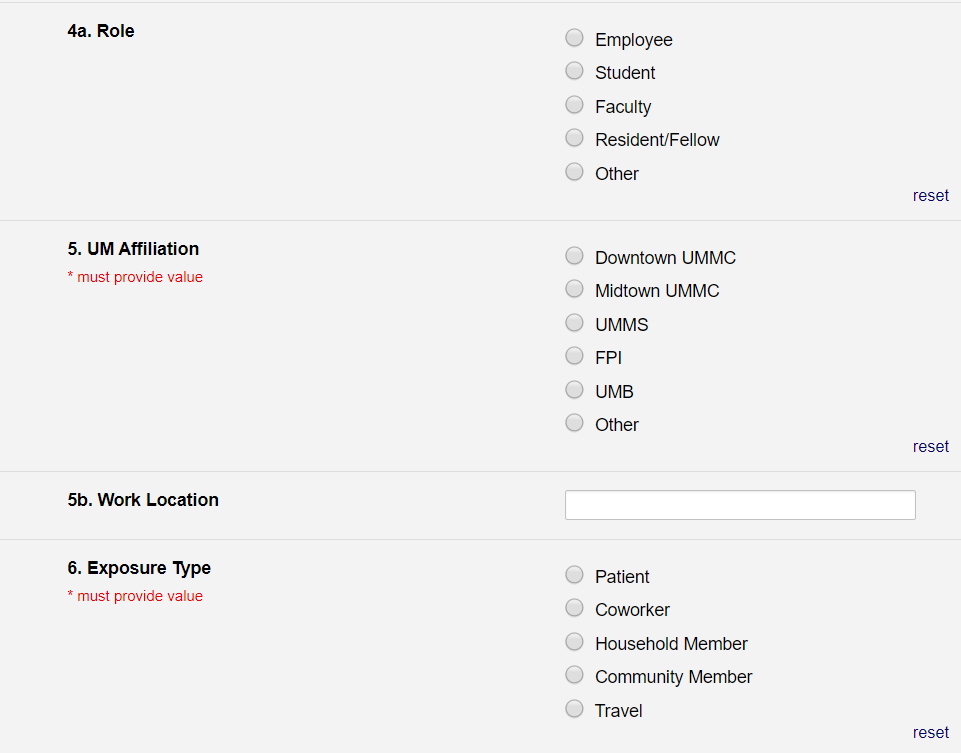 4a. Role
Employee
Student
Faculty
Resident/Fellow
Other
reset
5. UM Affiliation
* must provide value
Downtown UMMC
Midtown UMMC
UMMS
FPI
UMB
Other
reset
5b. Work Location
6. Exposure Type
* must provide value
Patient
Coworker
Household Member
Community Member
Travel
reset